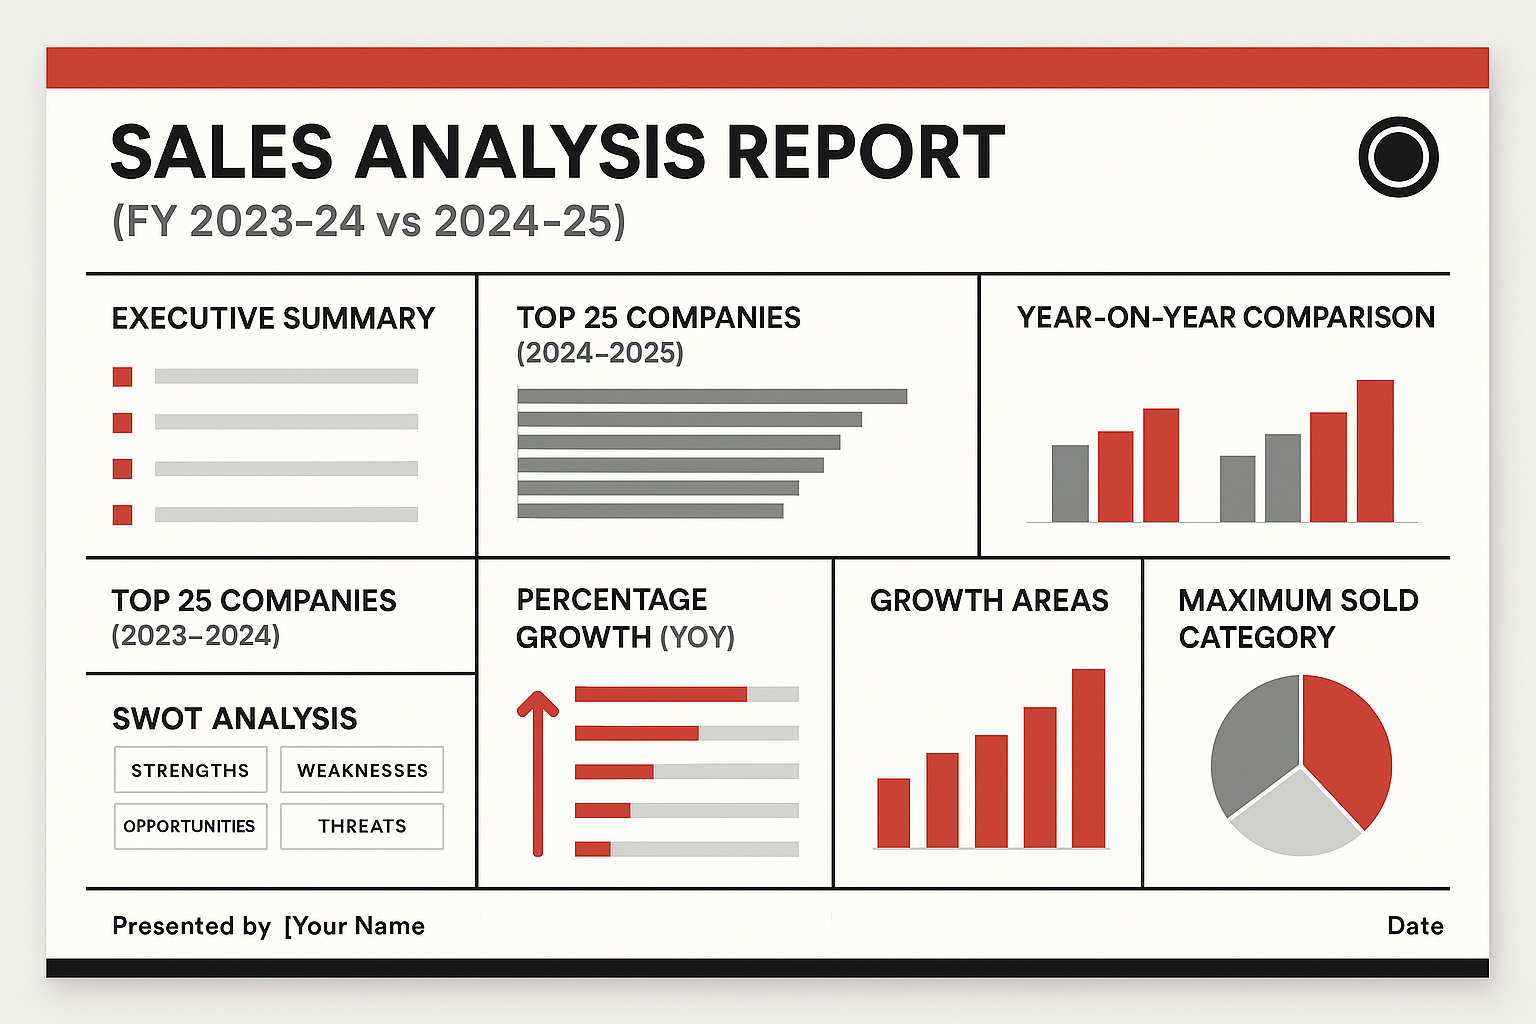 SALES ANALYSIS REPORT
(FY 2023-24 vs 2024-25)
EXECUTIVE SUMMARY
TOP 25 COMPANIES
(2024–2025)
YEAR-ON-YEAR COMPARISON
TOP 25 COMPANIES
(2023–2024)
SWOT ANALYSIS
STRENGTHS
WEAKNESSES
OPPORTUNITIES
THREATS
PERCENTAGE
GROWTH (YOY)
GROWTH AREAS
MAXIMUM SOLD
CATEGORY
Presented by [Your Name
Date